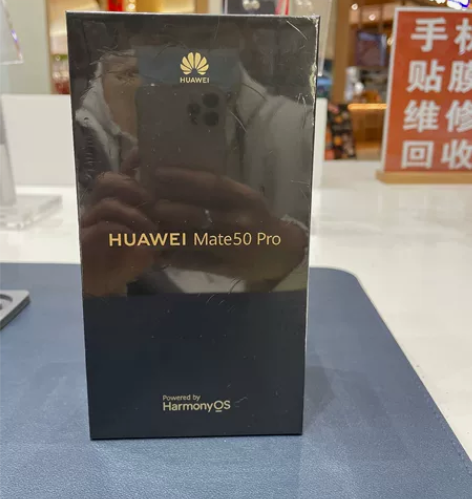 HUAWEI
HUAWEI Mate50 Pro
Powered by
HarmonyOS
手机
贴膜
维修
回收